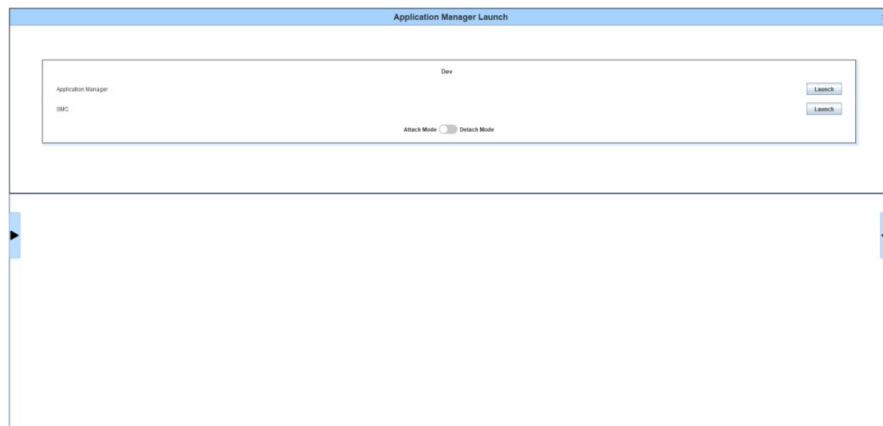 Application Manager Launch
Dev
Application Manager Launch
SMC Launch
Attach Mode Detach Mode